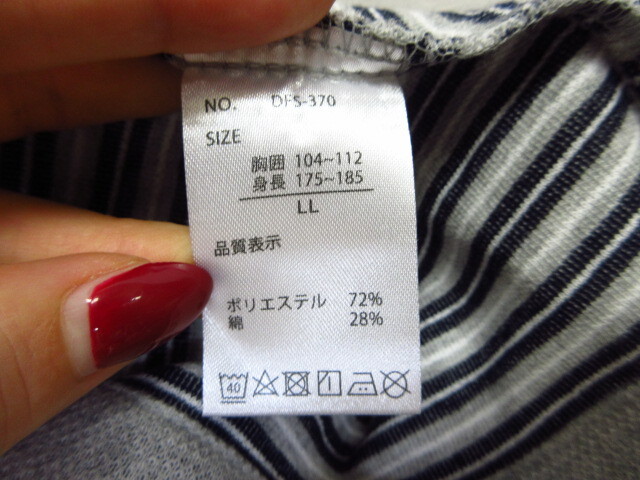 NO. DFS-370
SIZE
胸囲 104~112
身長 175~185
LL
品質表示
ポリエステル 72%
綿 28%
40